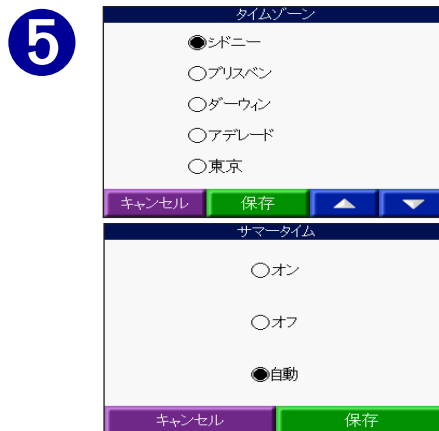 5
タイムゾーン
シドニー
ブリスベン
ダーウィン
アデレード
東京
キャンセル 保存
サマータイム
オン
オフ
自動
キャンセル 保存